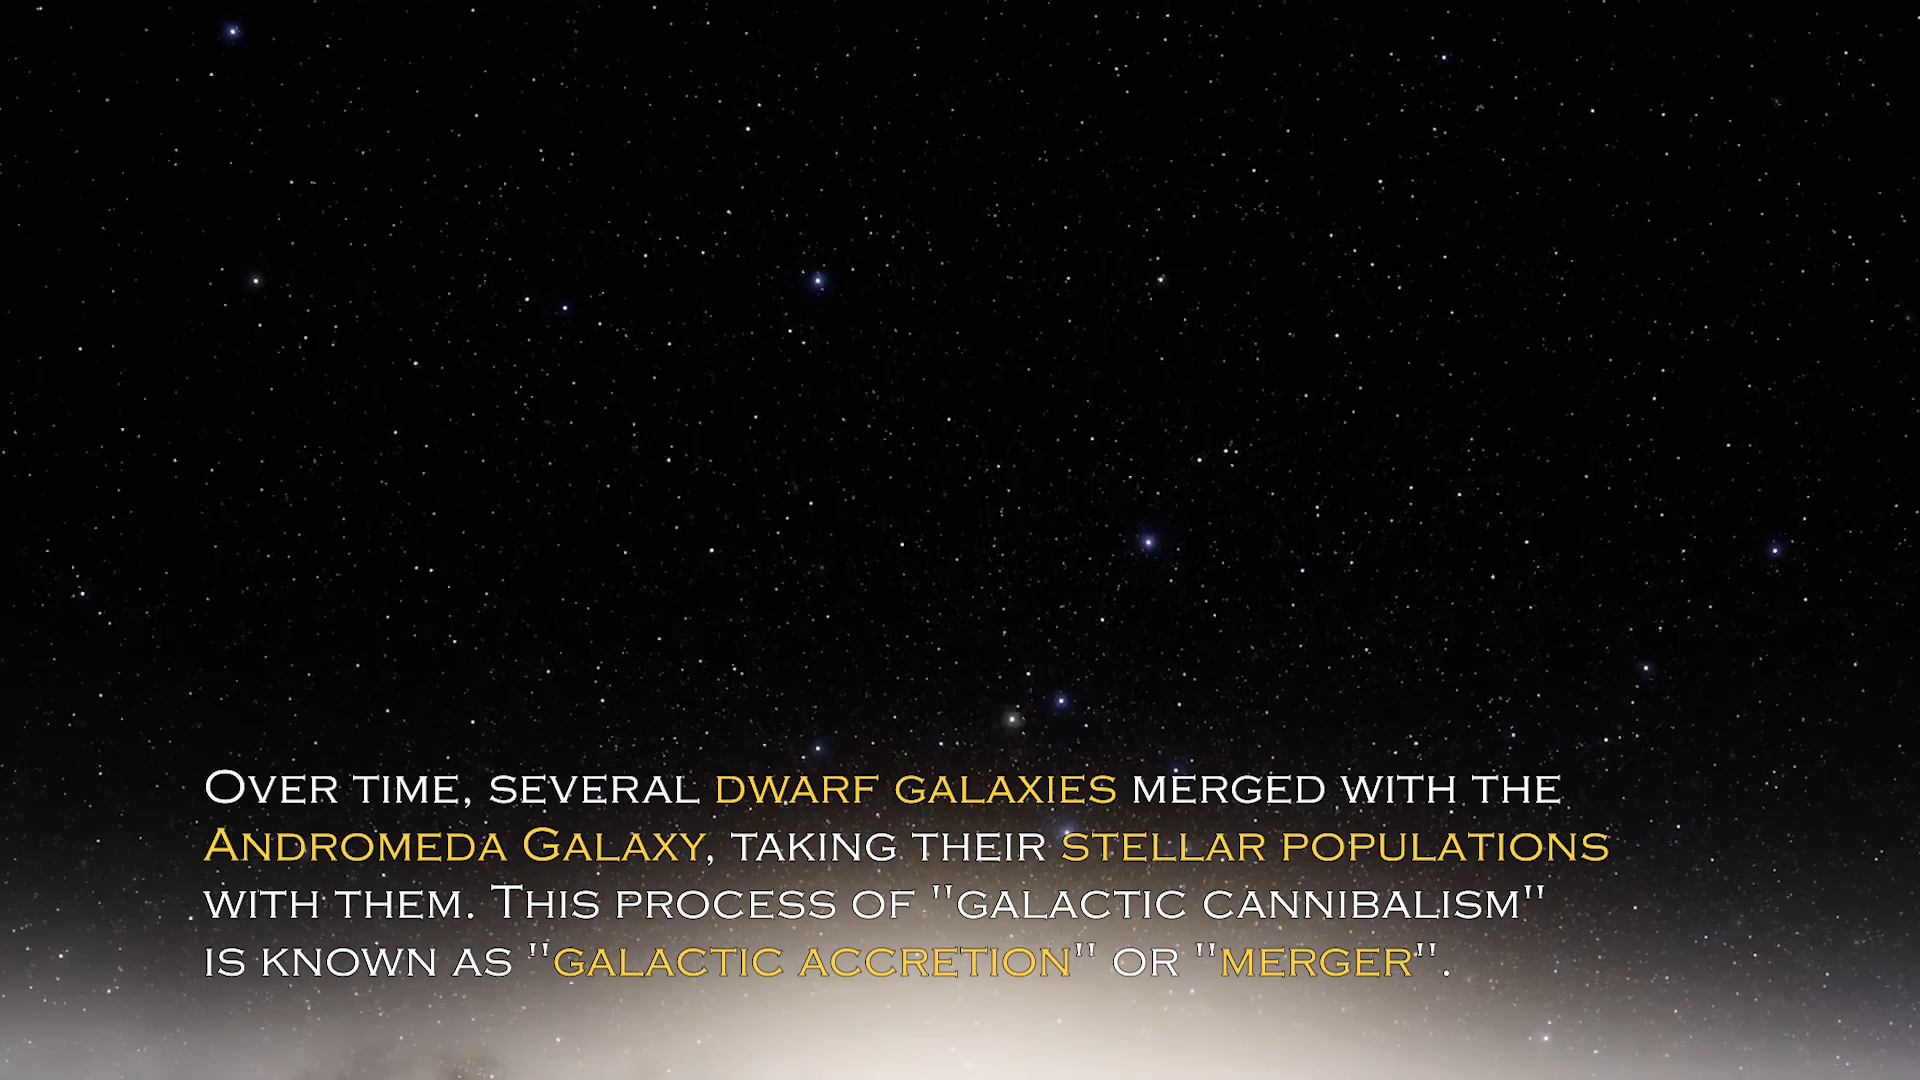 Over time, several dwarf galaxies merged with the
Andromeda Galaxy, taking their stellar populations
with them. This process of "galactic cannibalism"
is known as "galactic accretion" or "merger".